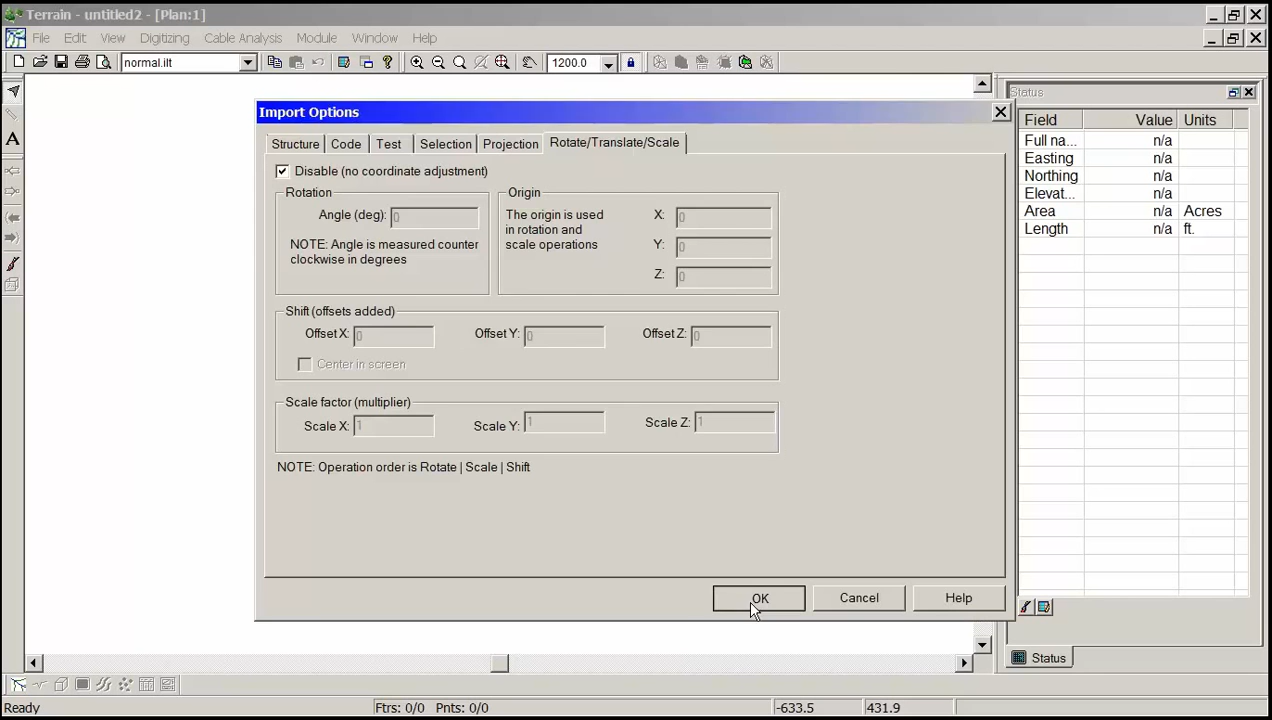 Terrain - untitled2 - [Plan:1]
File Edit View Digitizing Cable Analysis Module Window Help
normal.ilt 1200.0
Import Options
Structure Code Test Selection Projection Rotate/Translate/Scale
Disable (no coordinate adjustment)
Rotation
Angle (deg): 0
NOTE: Angle is measured counter
clockwise in degrees
Origin
The origin is used
in rotation and
scale operations
X: 0
Y: 0
Z: 0
Shift (offsets added)
Offset X: 0 Offset Y: 0 Offset Z: 0
Center in screen
Scale factor (multiplier)
Scale X: 1 Scale Y: 1 Scale Z: 1
NOTE: Operation order is Rotate | Scale | Shift
OK Cancel Help
Status
Field Value Units
Full na... n/a
Easting n/a
Northing n/a
Elevat... n/a
Area n/a Acres
Length n/a ft.
Status
Ready Ftrs: 0/0 Pnts: 0/0 -633.5 431.9